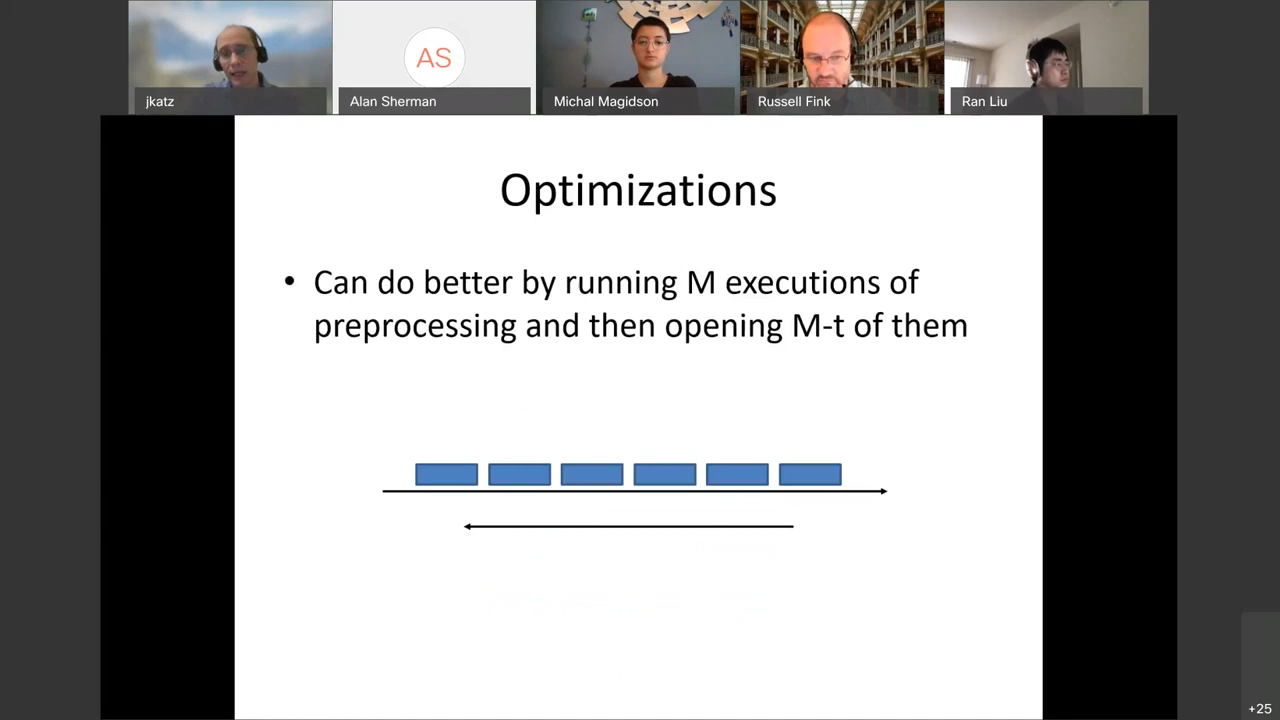 AS
jkatz
Alan Sherman
Michal Magidson
Russell Fink
Ran Liu
Optimizations
• Can do better by running M executions of
preprocessing and then opening M-t of them
+25